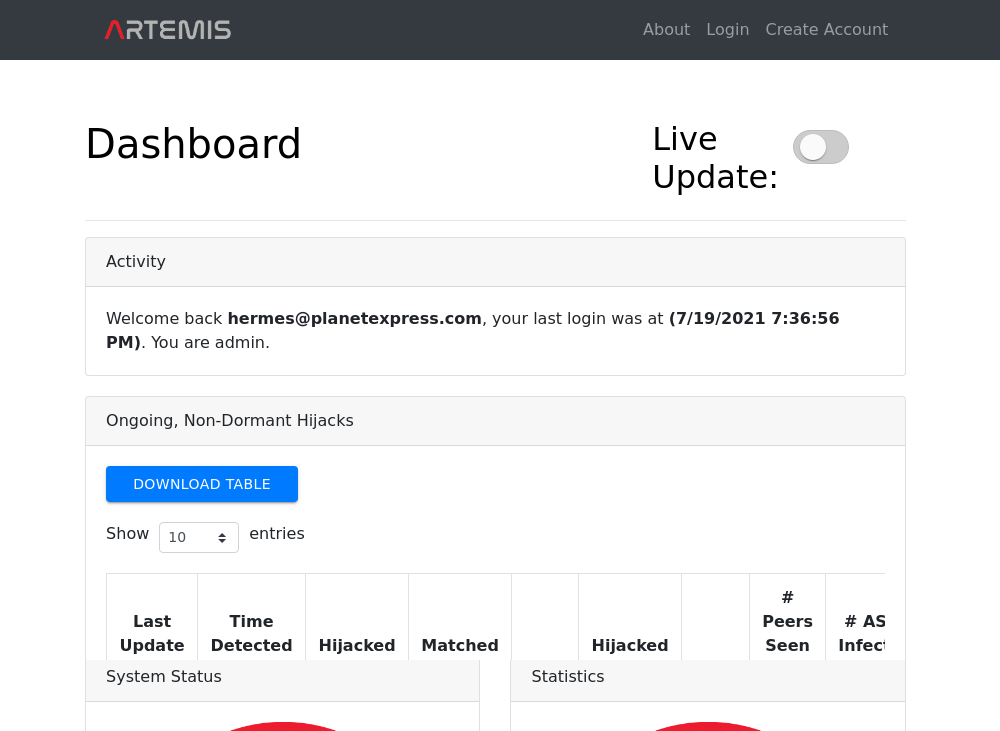 ARTEMIS About Login Create Account
Dashboard
Live
Update:
Activity
Welcome back hermes@planetexpress.com, your last login was at (7/19/2021 7:36:56
PM). You are admin.
Ongoing, Non-Dormant Hijacks
DOWNLOAD TABLE
Show 10 entries
Last
Update
Time
Detected
Hijacked
Matched
Hijacked
#
Peers
Seen
# AS
System Status
Statistics